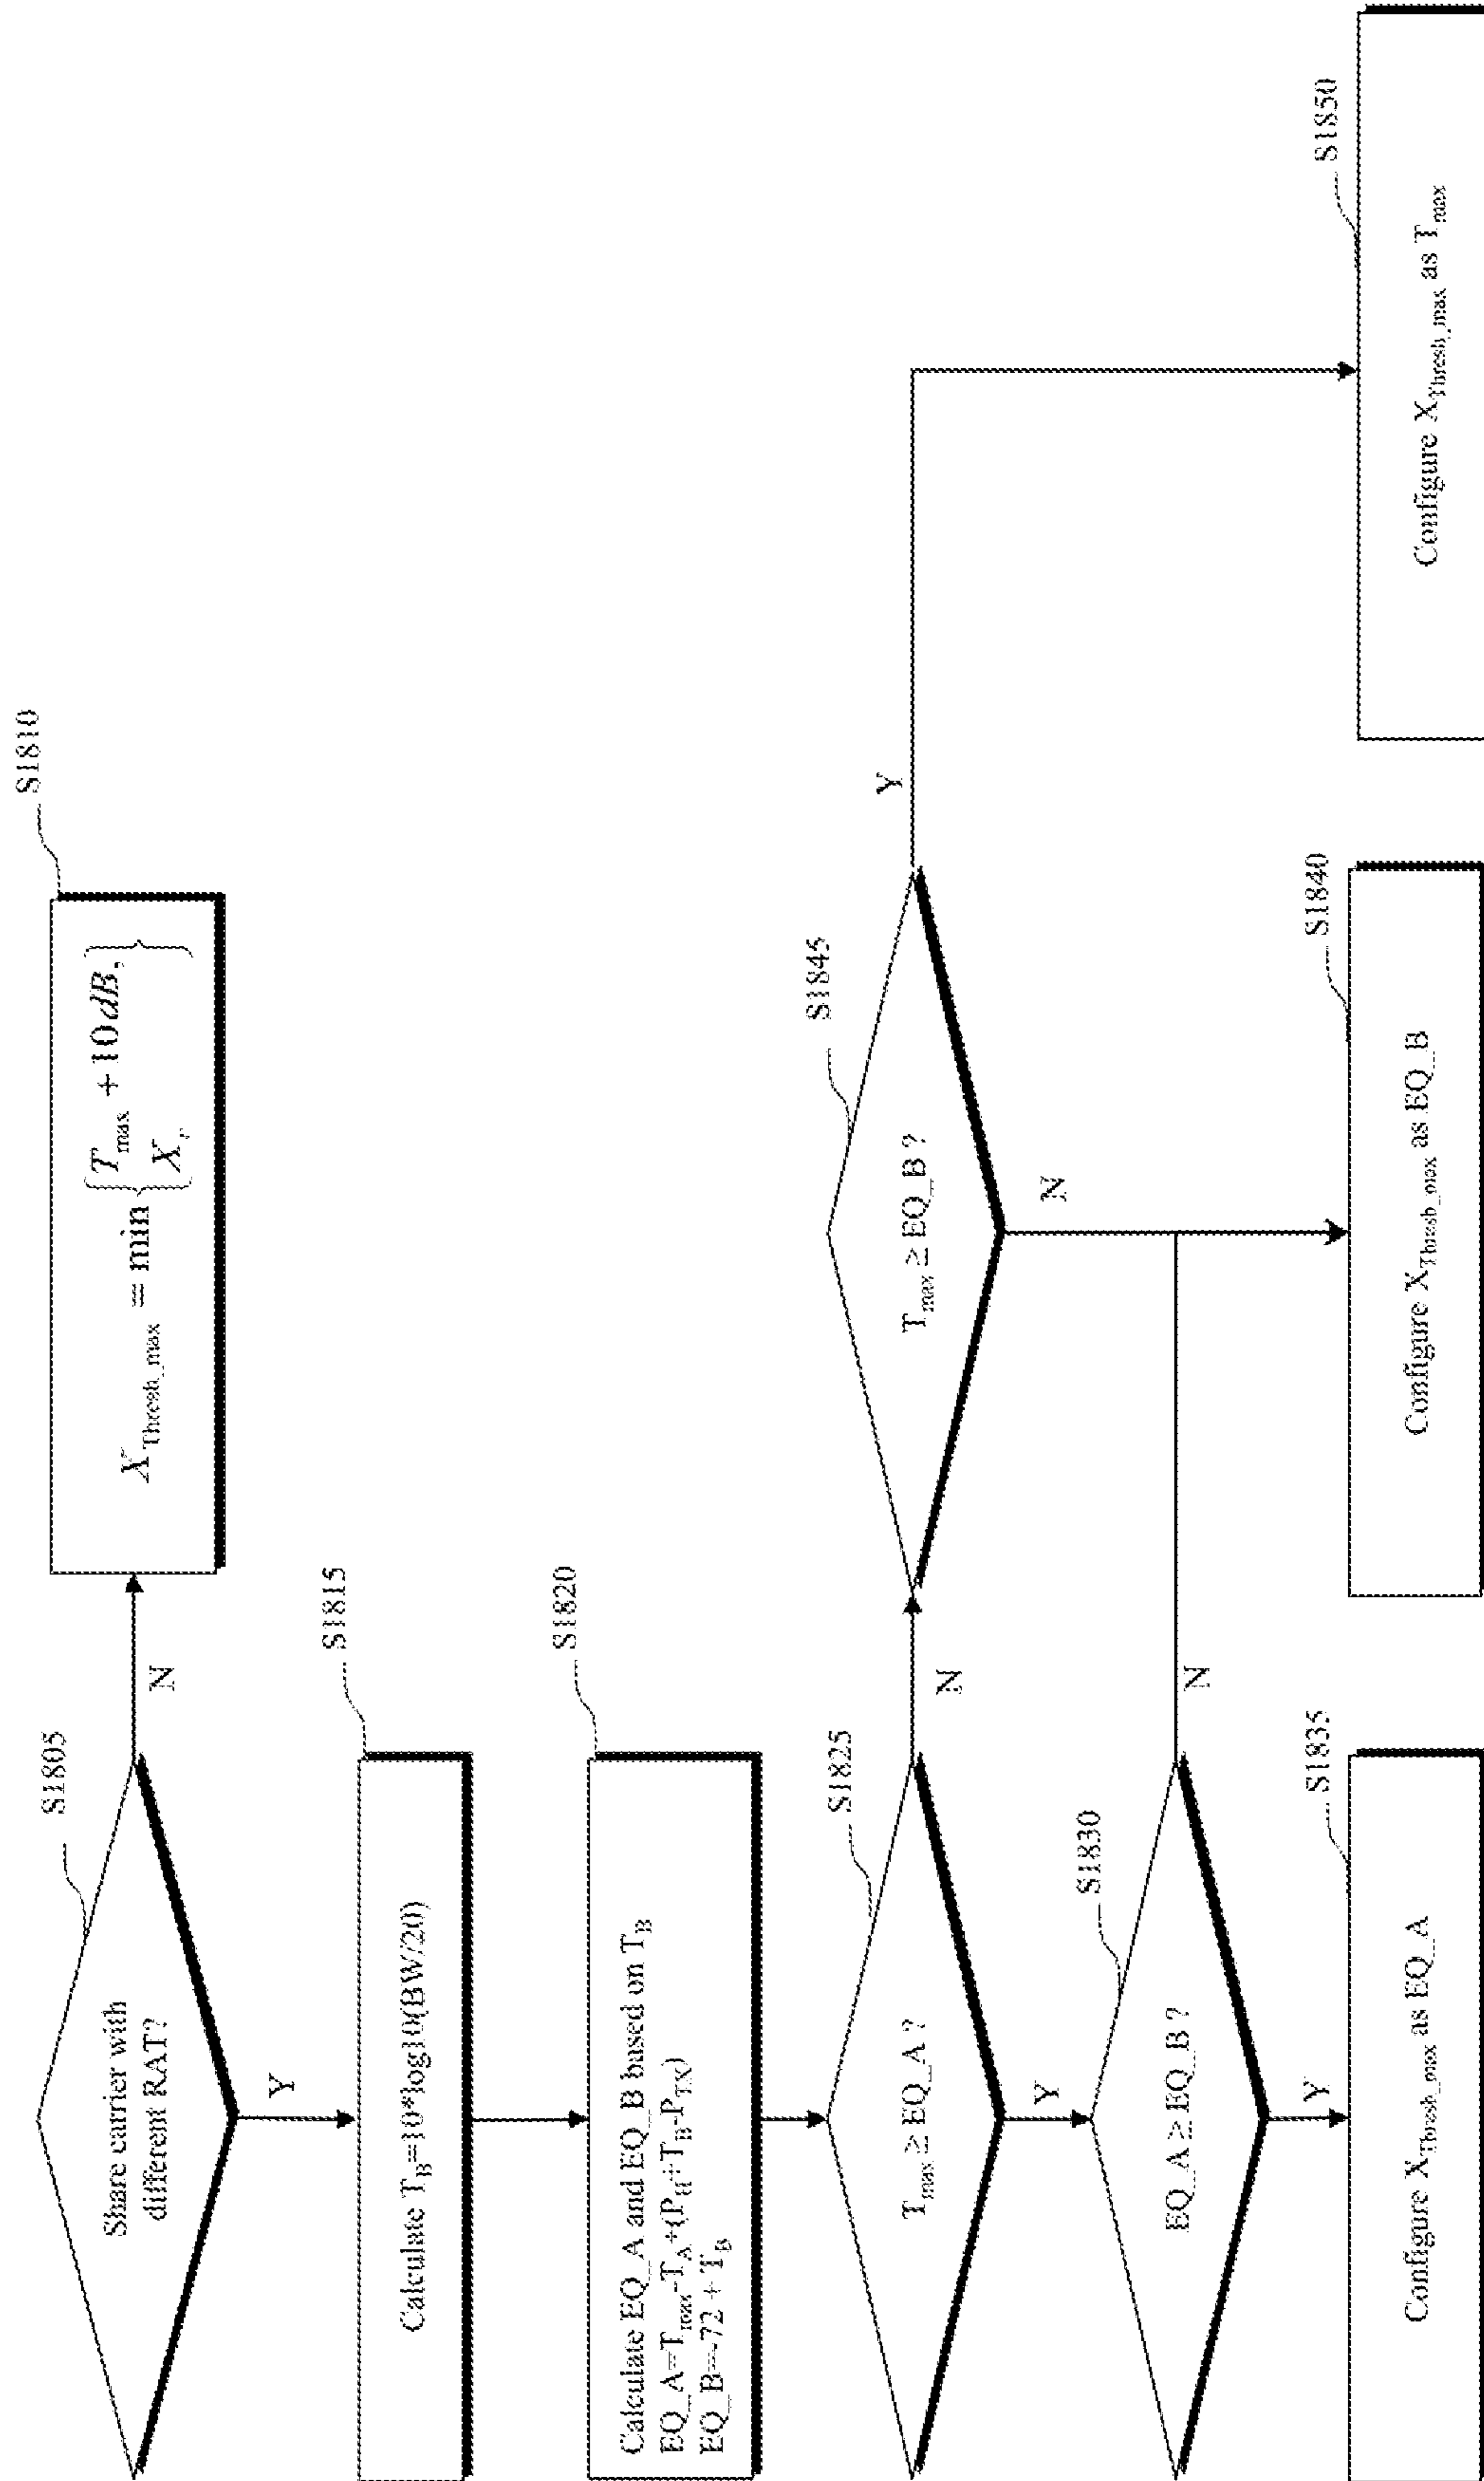 S1805
Share carrier with
different RAT?
N
S1810
X_Thresh_max = min { T_max + 10 dB,
X_r }
Y
S1815
Calculate T_B=10*log10(BW/20)
S1820
Calculate EQ_A and EQ_B based on T_B
EQ_A=T_max-T_A+(P_H+T_B-P_TX)
EQ_B=-72 + T_B
S1825
T_max ≥ EQ_A ?
N
S1845
T_max ≥ EQ_B ?
Y
Y
N
S1830
EQ_A ≥ EQ_B ?
N
Y
S1835
Configure X_Thresh_max as EQ_A
S1840
Configure X_Thresh_max as EQ_B
S1850
Configure X_Thresh_max as T_max